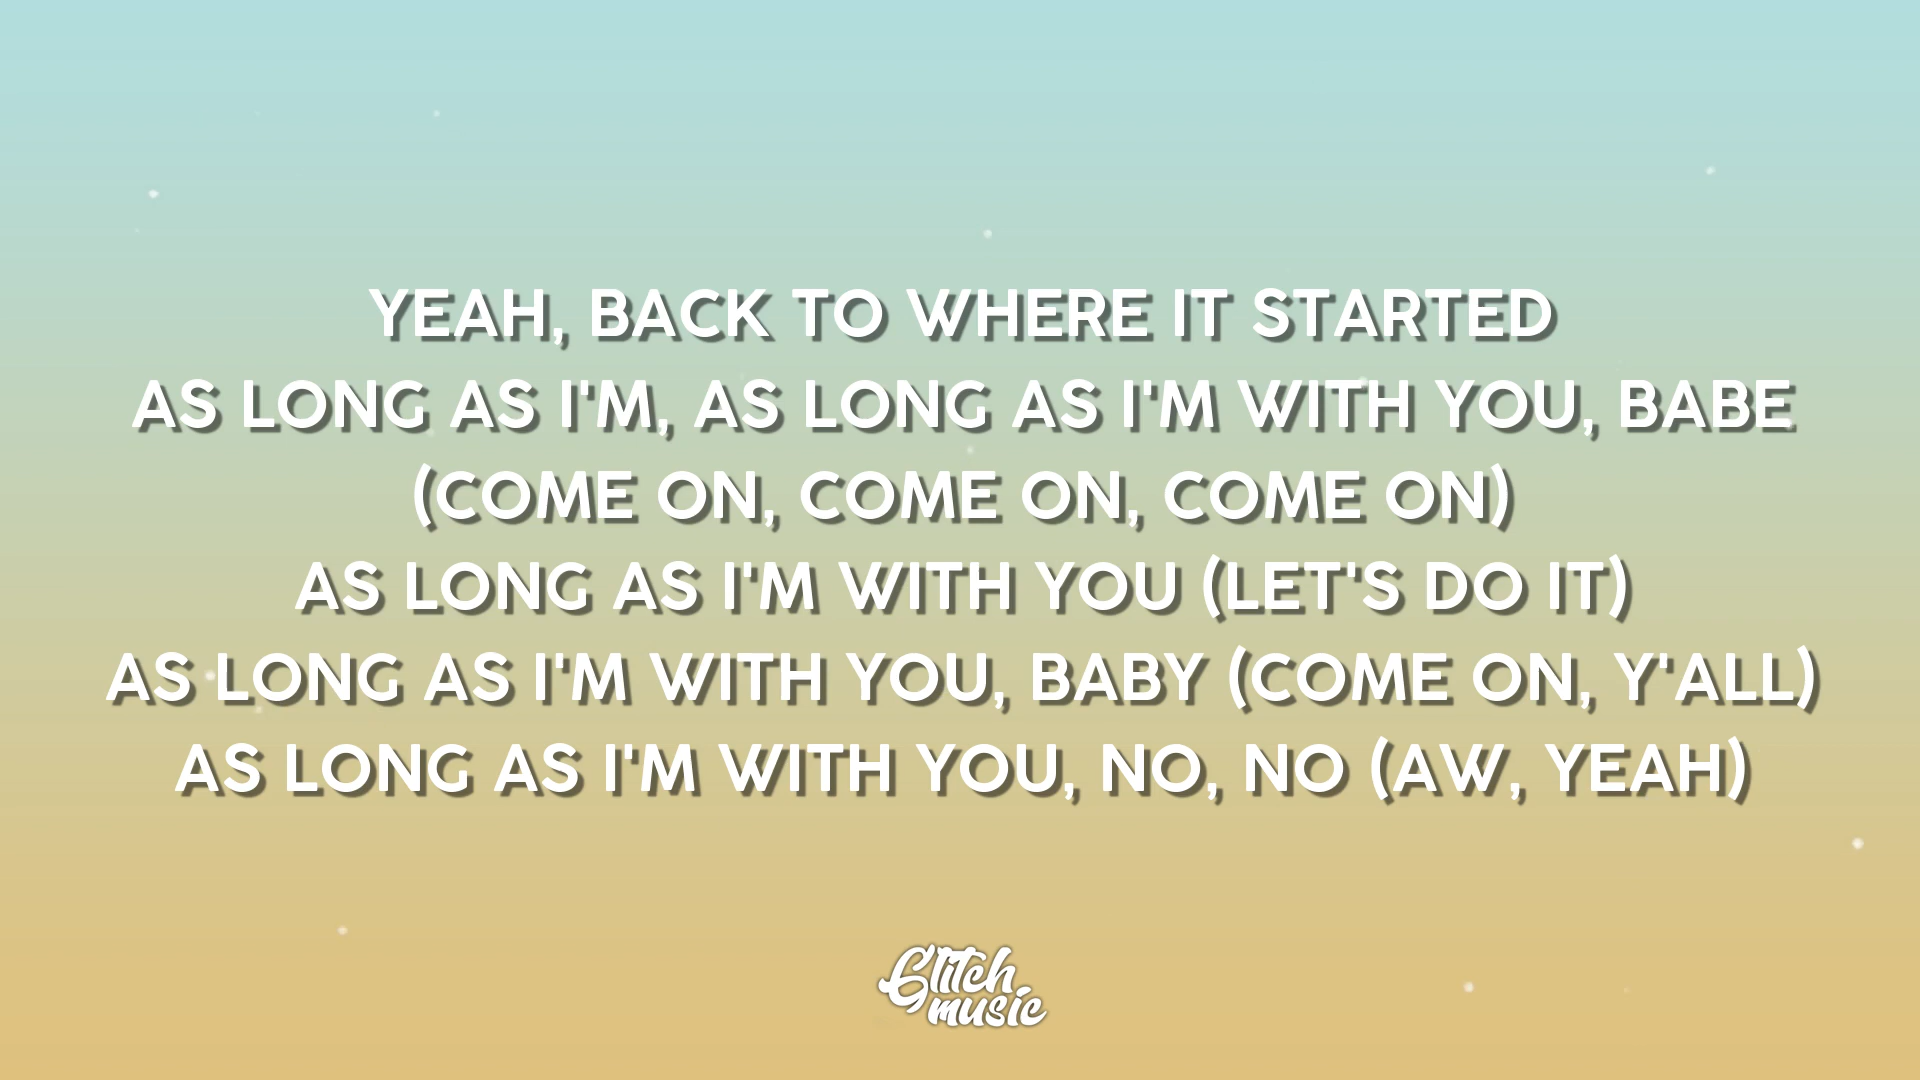 YEAH, BACK TO WHERE IT STARTED
AS LONG AS I'M, AS LONG AS I'M WITH YOU, BABE
(COME ON, COME ON, COME ON)
AS LONG AS I'M WITH YOU (LET'S DO IT)
AS LONG AS I'M WITH YOU, BABY (COME ON, Y'ALL)
AS LONG AS I'M WITH YOU, NO, NO (AW, YEAH)
Glitch
music